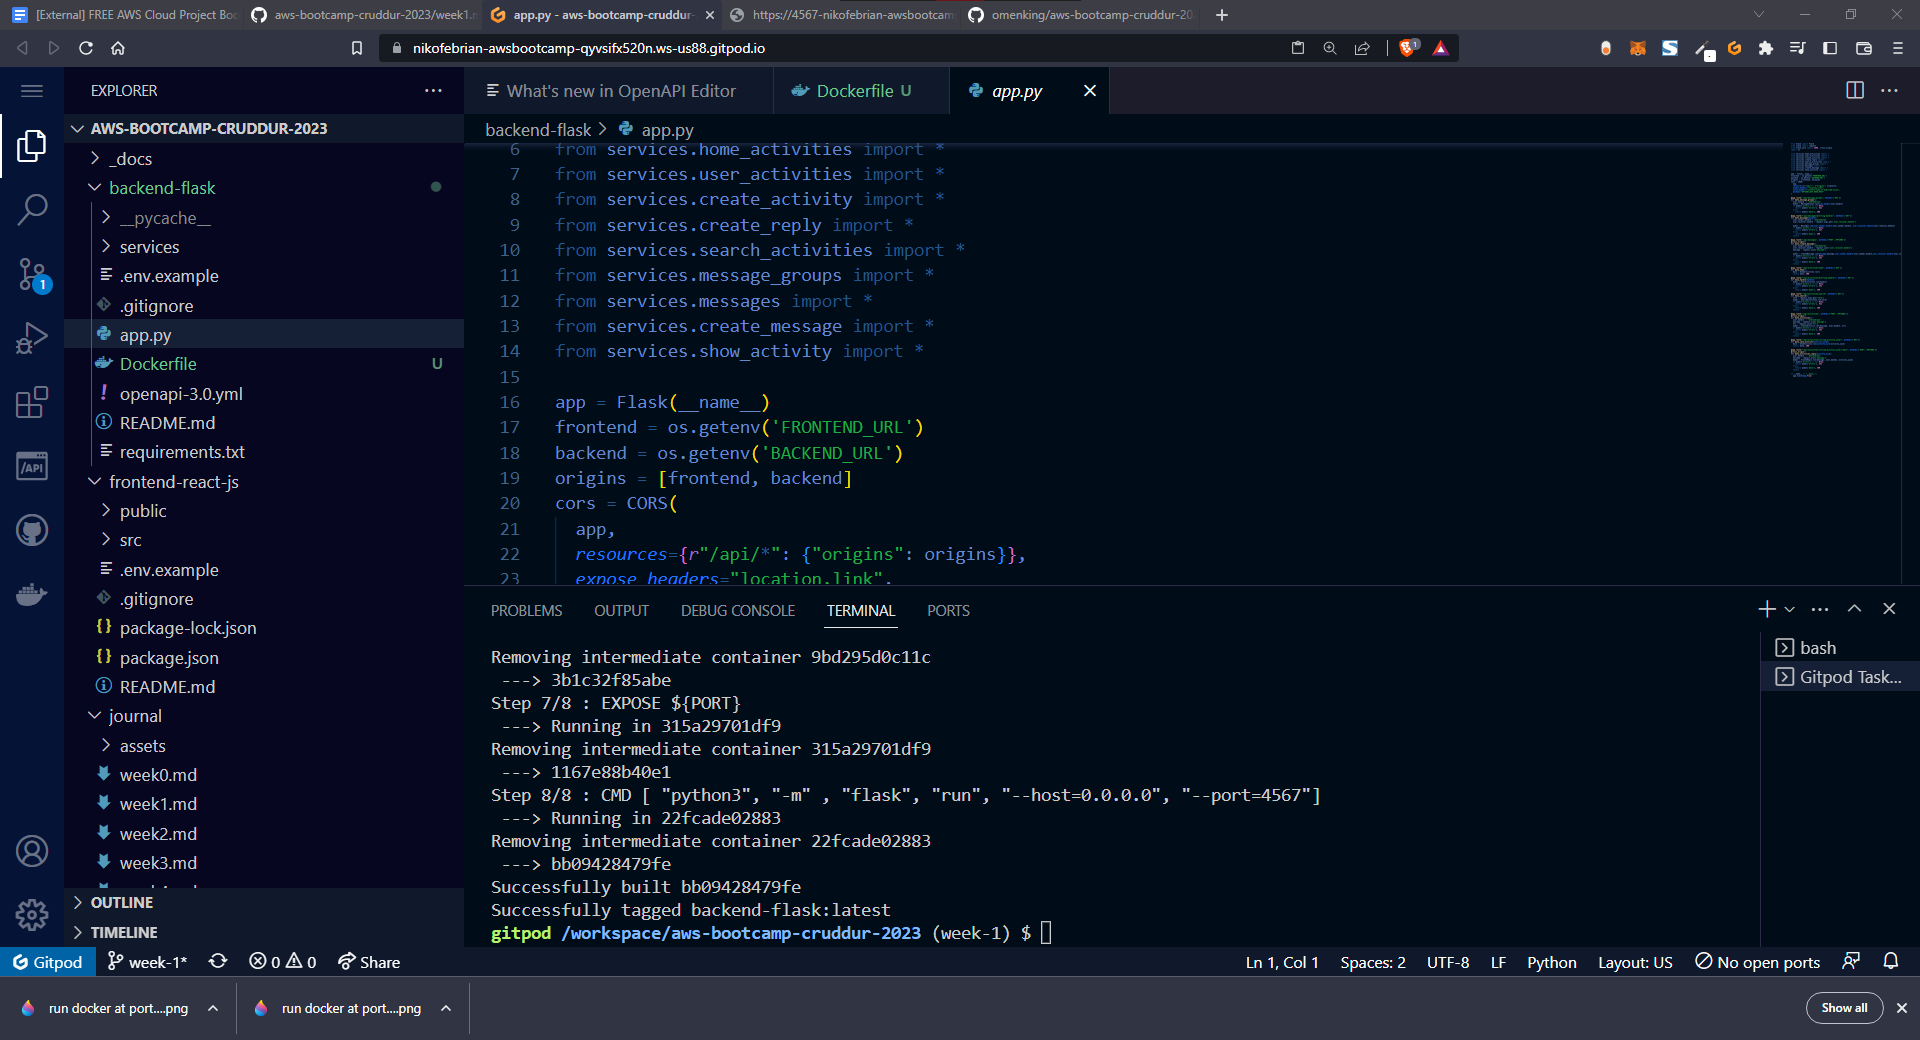 [External] FREE AWS Cloud Project Boo
aws-bootcamp-cruddur-2023/week1.
app.py - aws-bootcamp-cruddur-
https://4567-nikofebrian-awsbootcam
omenking/aws-bootcamp-cruddur-20
nikofebrian-awsbootcamp-qyvsifx520n.ws-us88.gitpod.io
1
EXPLORER
AWS-BOOTCAMP-CRUDDUR-2023
_docs
backend-flask
__pycache__
services
.env.example
.gitignore
app.py
Dockerfile U
openapi-3.0.yml
README.md
requirements.txt
frontend-react-js
public
src
.env.example
.gitignore
package-lock.json
package.json
README.md
journal
assets
week0.md
week1.md
week2.md
week3.md
OUTLINE
TIMELINE
1
/API
What's new in OpenAPI Editor
Dockerfile U
app.py
backend-flask > app.py
6 from services.home_activities import *
7 from services.user_activities import *
8 from services.create_activity import *
9 from services.create_reply import *
10 from services.search_activities import *
11 from services.message_groups import *
12 from services.messages import *
13 from services.create_message import *
14 from services.show_activity import *
15
16 app = Flask(__name__)
17 frontend = os.getenv('FRONTEND_URL')
18 backend = os.getenv('BACKEND_URL')
19 origins = [frontend, backend]
20 cors = CORS(
21 app,
22 resources={r"/api/*": {"origins": origins}},
23 expose_headers="location,link",
PROBLEMS OUTPUT DEBUG CONSOLE TERMINAL PORTS
bash
Gitpod Task...
Removing intermediate container 9bd295d0c11c
---> 3b1c32f85abe
Step 7/8 : EXPOSE ${PORT}
---> Running in 315a29701df9
Removing intermediate container 315a29701df9
---> 1167e88b40e1
Step 8/8 : CMD [ "python3", "-m" , "flask", "run", "--host=0.0.0.0", "--port=4567"]
---> Running in 22fcade02883
Removing intermediate container 22fcade02883
---> bb09428479fe
Successfully built bb09428479fe
Successfully tagged backend-flask:latest
gitpod /workspace/aws-bootcamp-cruddur-2023 (week-1) $
Gitpod week-1* 0 0 Share
Ln 1, Col 1 Spaces: 2 UTF-8 LF Python Layout: US No open ports
run docker at port....png
run docker at port....png
Show all